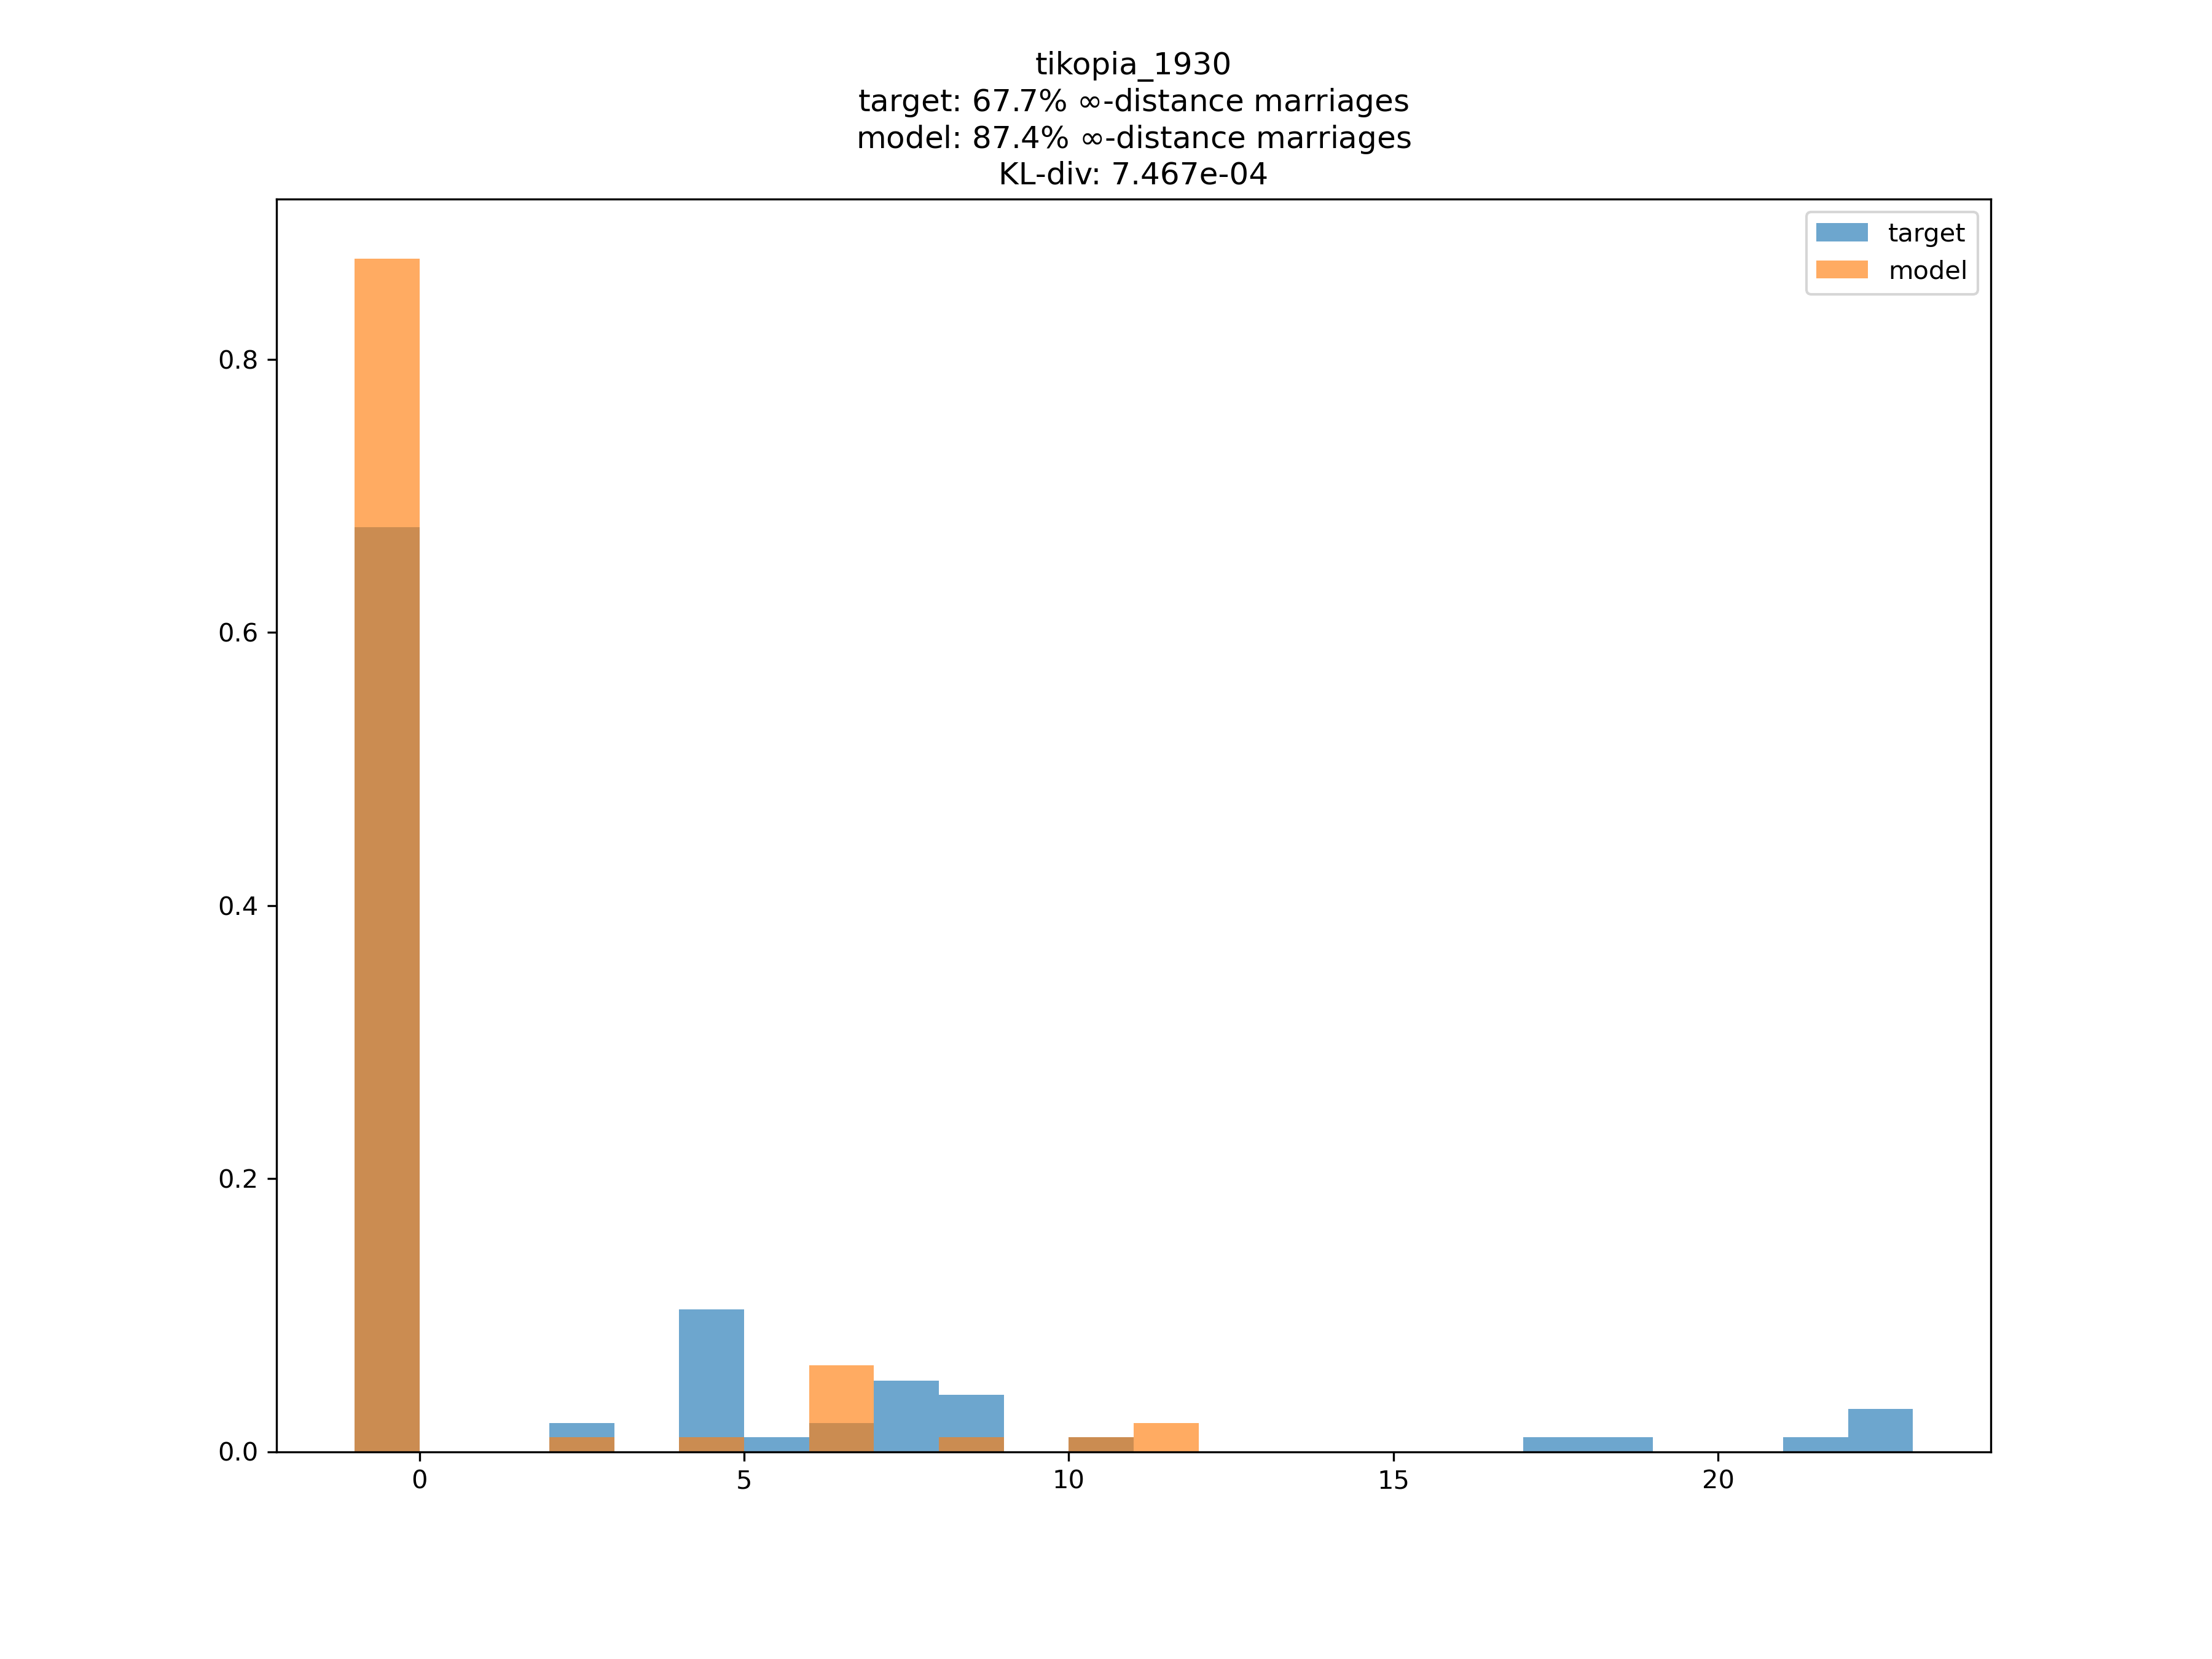 tikopia_1930
target: 67.7% ∞-distance marriages
model: 87.4% ∞-distance marriages
KL-div: 7.467e-04
target
model
0.8
0.6
0.4
0.2
0.0
0 5 10 15 20